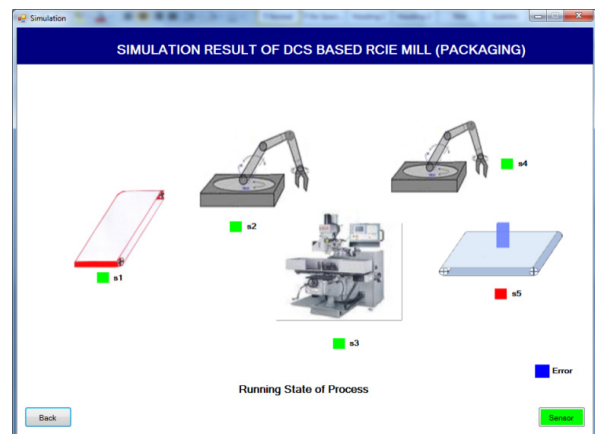 Simulation
SIMULATION RESULT OF DCS BASED RCIE MILL (PACKAGING)
s4
s2
s1
s5
s3
Error
Running State of Process
Back
Sensor